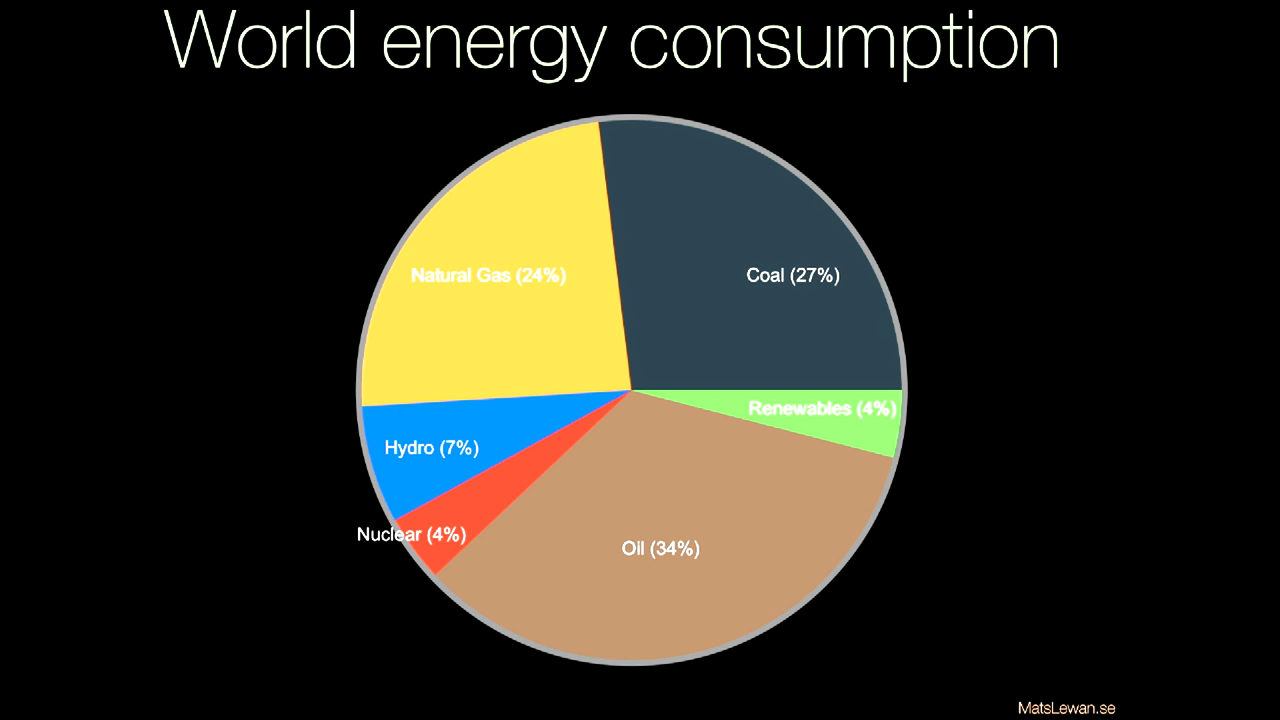 World energy consumption
Natural Gas (24%)
Coal (27%)
Renewables (4%)
Hydro (7%)
Nuclear (4%)
Oil (34%)
MatsLewan.se